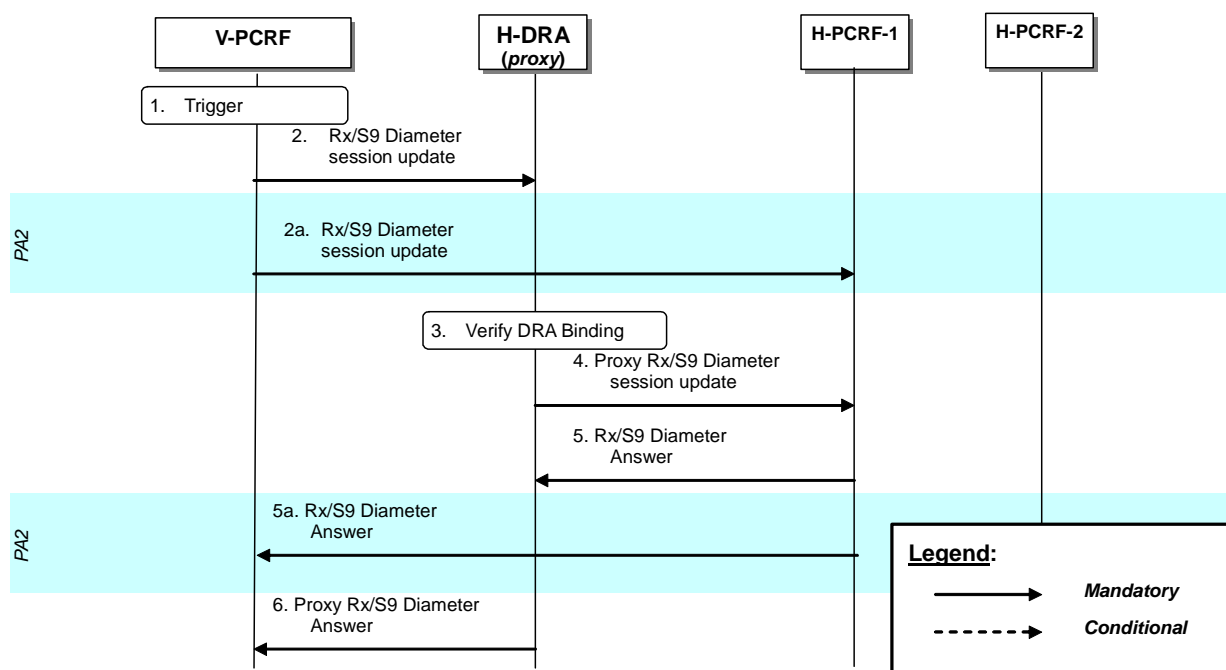 V-PCRF
H-DRA
(proxy)
H-PCRF-1
H-PCRF-2
1. Trigger
2. Rx/S9 Diameter
session update
PA2
2a. Rx/S9 Diameter
session update
3. Verify DRA Binding
4. Proxy Rx/S9 Diameter
session update
5. Rx/S9 Diameter
Answer
PA2
5a. Rx/S9 Diameter
Answer
6. Proxy Rx/S9 Diameter
Answer
Legend:
Mandatory
Conditional